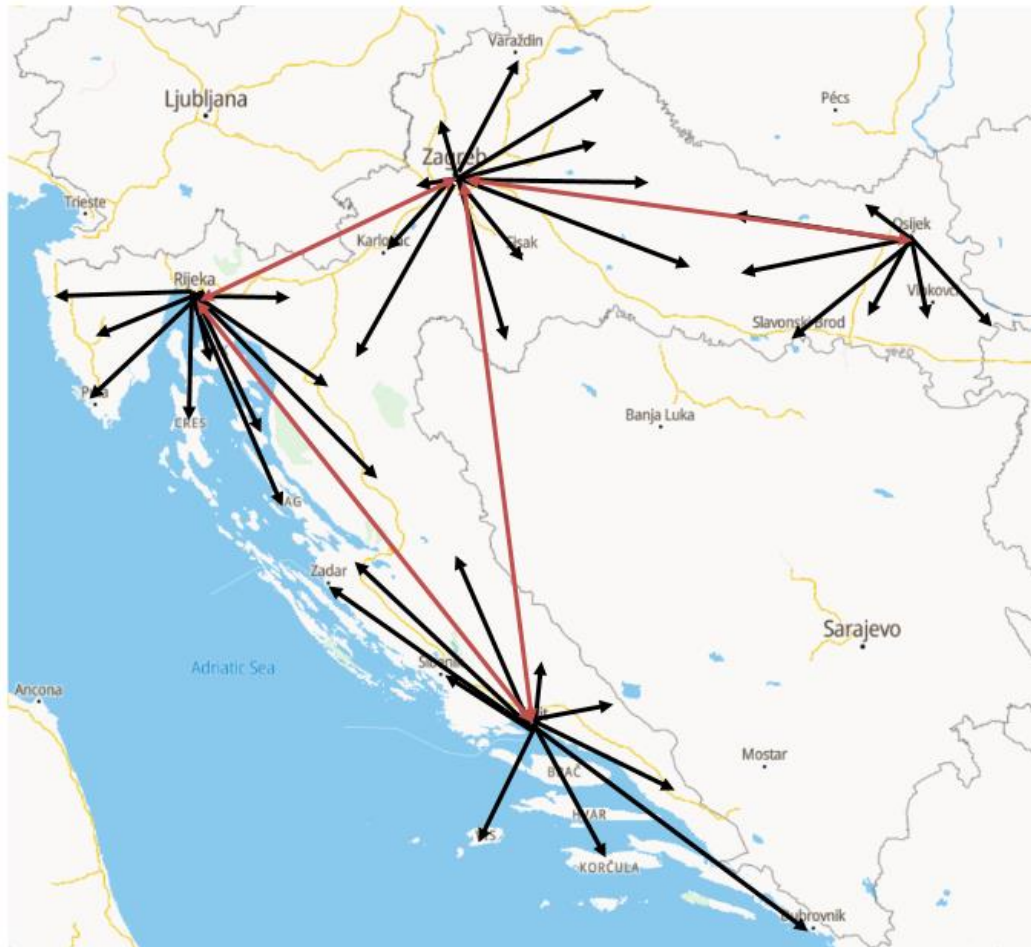 Varaždin
Ljubljana
Pécs
Zagreb
Trieste
Karlovac
Sisak
Osijek
Rijeka
Vinkovci
Slavonski Brod
Pula
Banja Luka
CRES
Zadar
Sarajevo
Adriatic Sea
Šibenik
Ancona
Mostar
BRAČ
HVAR
VIS
KORČULA
Dubrovnik